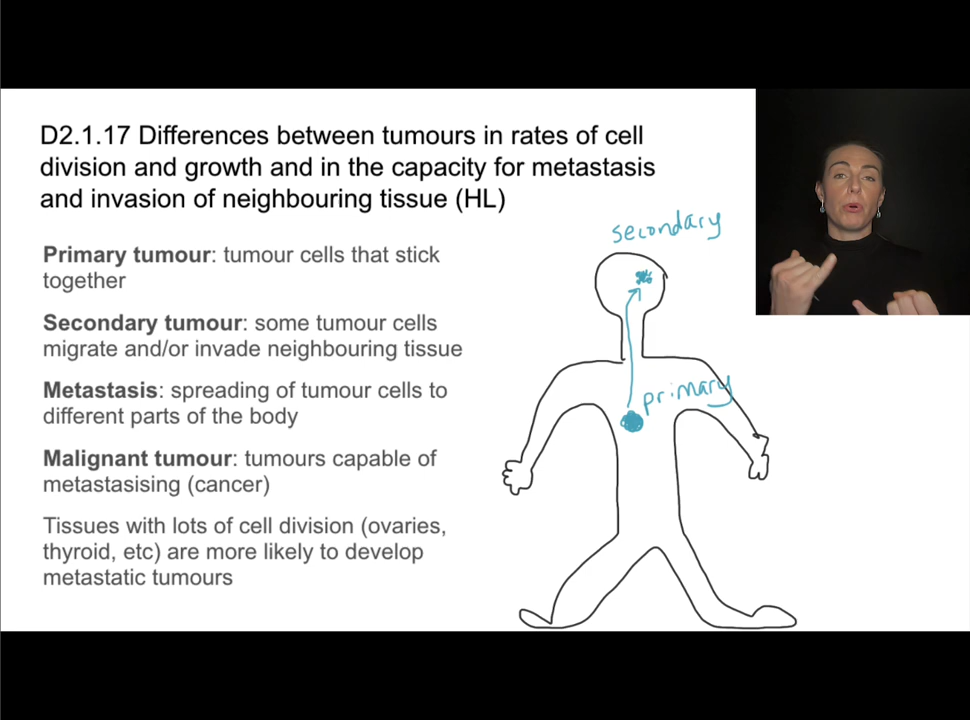 D2.1.17 Differences between tumours in rates of cell
division and growth and in the capacity for metastasis
and invasion of neighbouring tissue (HL)
Primary tumour: tumour cells that stick
together
Secondary tumour: some tumour cells
migrate and/or invade neighbouring tissue
Metastasis: spreading of tumour cells to
different parts of the body
Malignant tumour: tumours capable of
metastasising (cancer)
Tissues with lots of cell division (ovaries,
thyroid, etc) are more likely to develop
metastatic tumours
secondary
primary